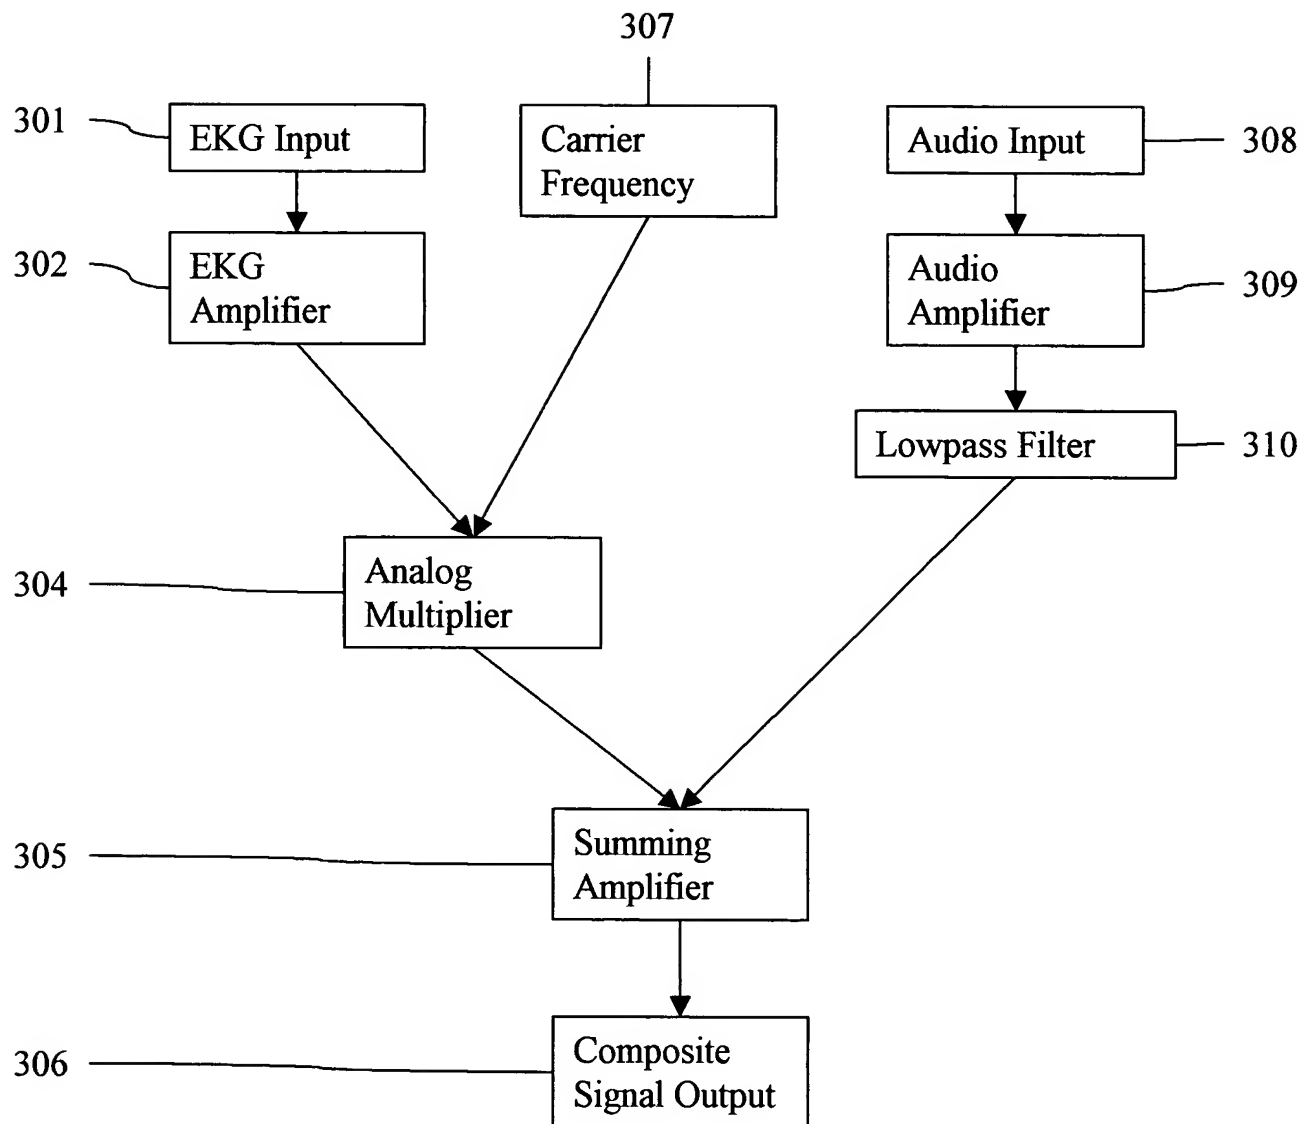 307
301
EKG Input
Carrier
Frequency
Audio Input
308
302
EKG
Amplifier
Audio
Amplifier
309
Lowpass Filter
310
304
Analog
Multiplier
305
Summing
Amplifier
306
Composite
Signal Output